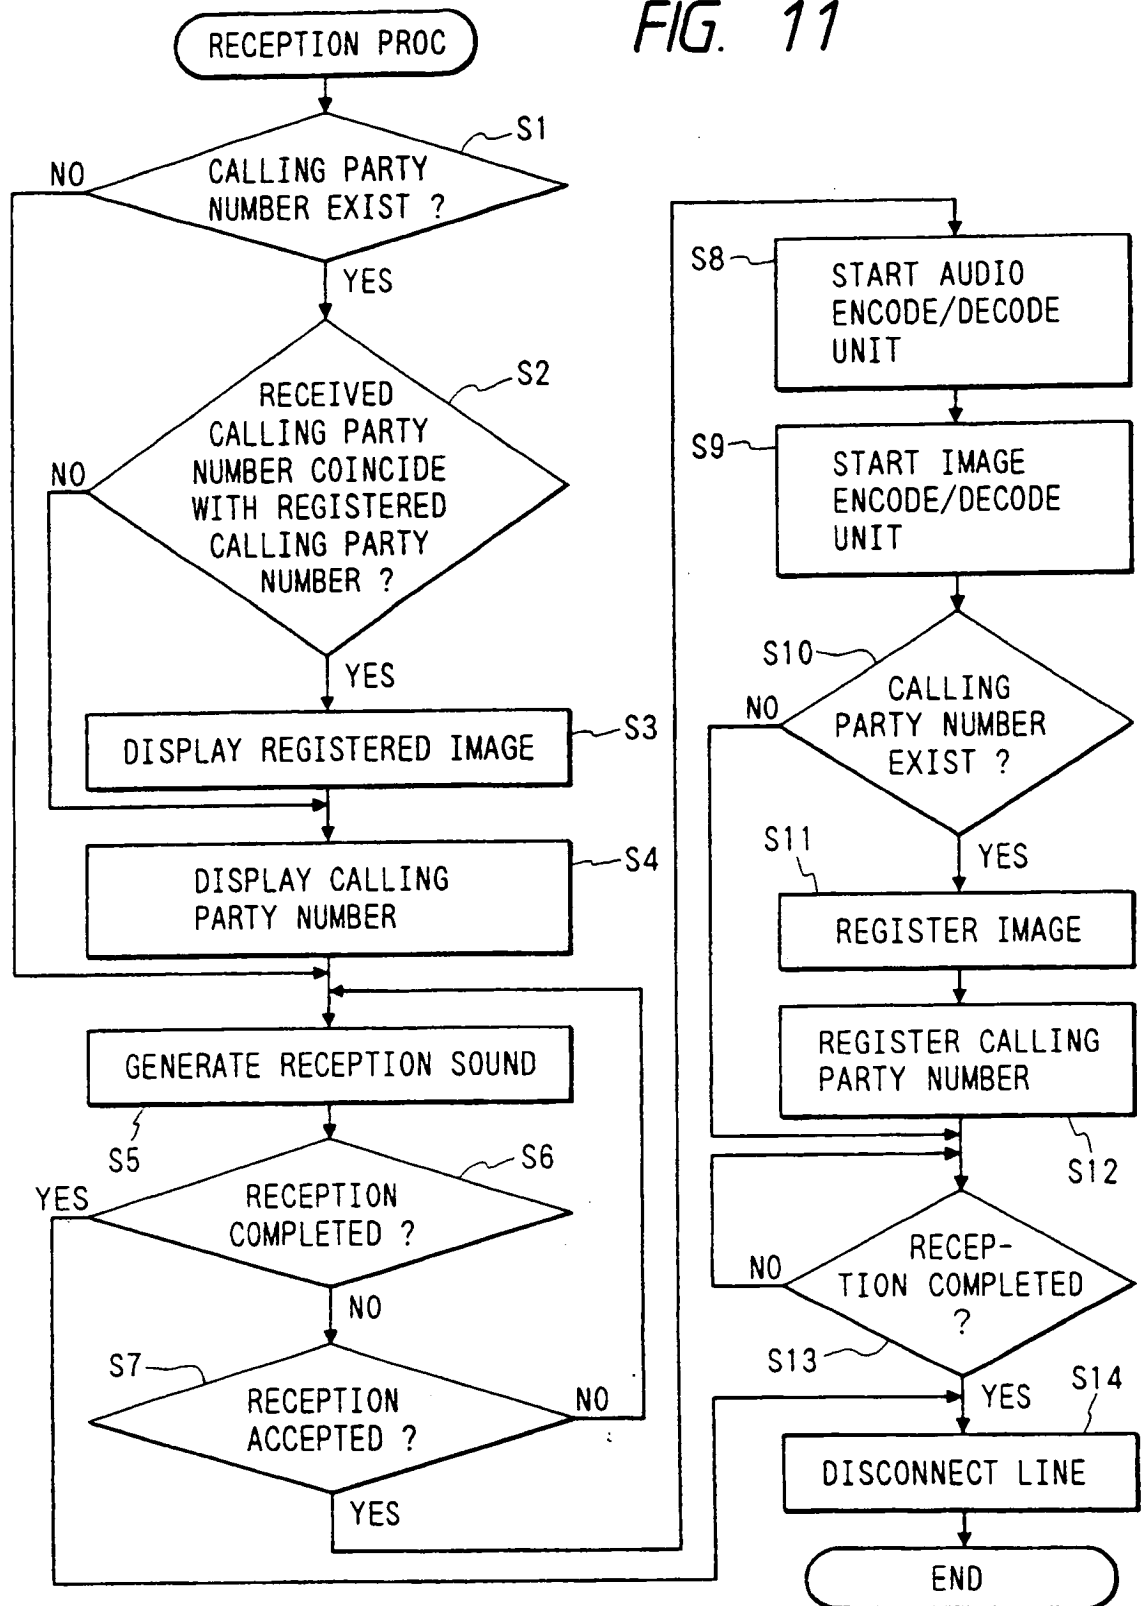 FIG. 11
RECEPTION PROC
S1
CALLING PARTY
NUMBER EXIST ?
NO
YES
S2
RECEIVED
CALLING PARTY
NUMBER COINCIDE
WITH REGISTERED
CALLING PARTY
NUMBER ?
NO
YES
S3
DISPLAY REGISTERED IMAGE
S4
DISPLAY CALLING
PARTY NUMBER
GENERATE RECEPTION SOUND
S5
S6
YES
RECEPTION
COMPLETED ?
NO
S7
RECEPTION
ACCEPTED ?
NO
YES
S8
START AUDIO
ENCODE/DECODE
UNIT
S9
START IMAGE
ENCODE/DECODE
UNIT
S10
NO
CALLING
PARTY NUMBER
EXIST ?
YES
S11
REGISTER IMAGE
REGISTER CALLING
PARTY NUMBER
S12
RECEP-
TION COMPLETED
?
NO
S13
YES
S14
DISCONNECT LINE
END